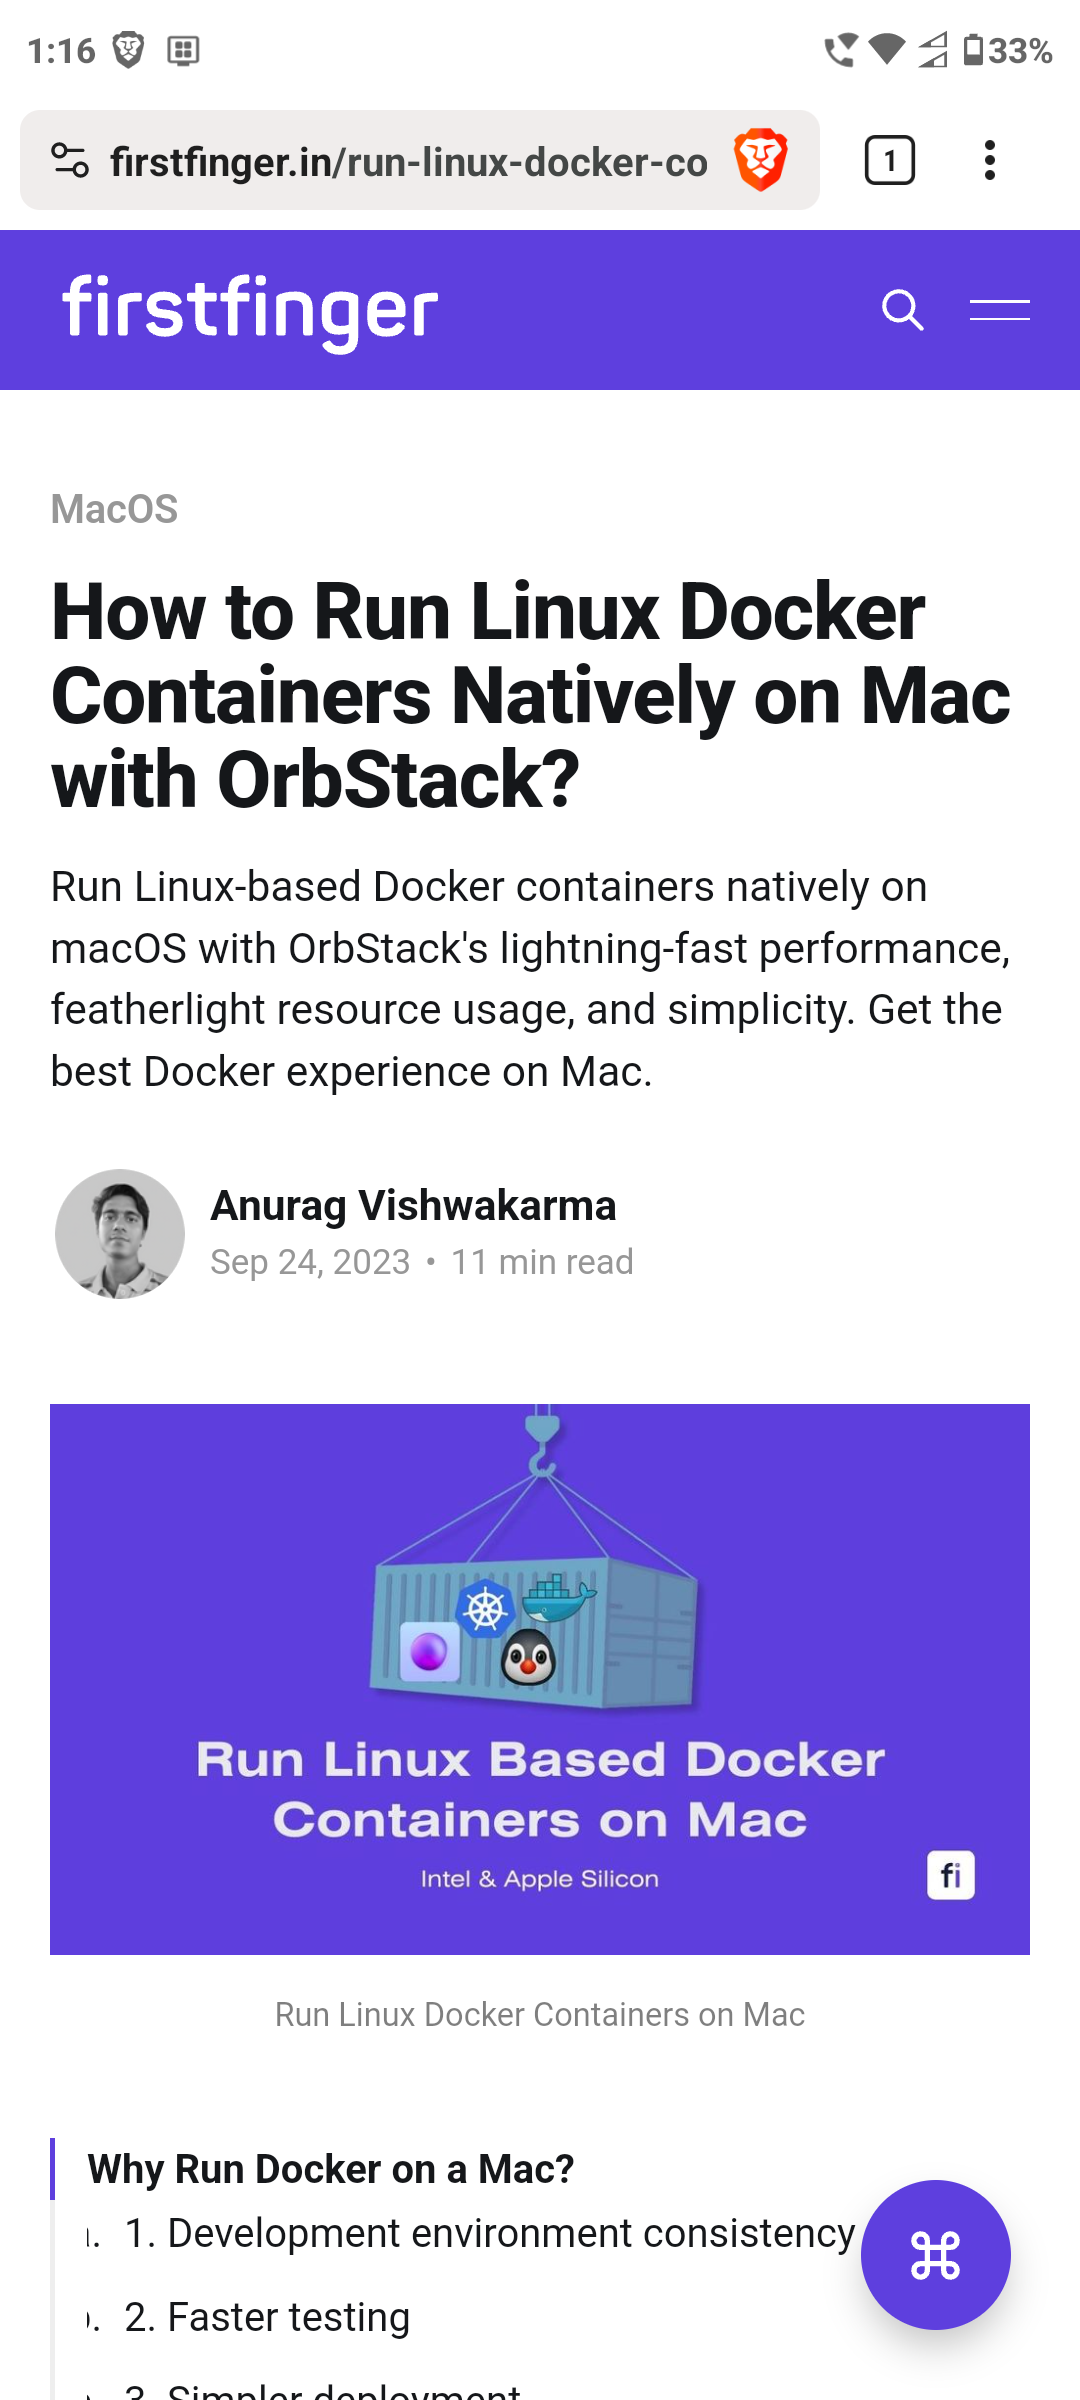 1:16
33%
firstfinger.in/run-linux-docker-co
1
firstfinger
MacOS
How to Run Linux Docker
Containers Natively on Mac
with OrbStack?
Run Linux-based Docker containers natively on
macOS with OrbStack's lightning-fast performance,
featherlight resource usage, and simplicity. Get the
best Docker experience on Mac.
Anurag Vishwakarma
Sep 24, 2023 • 11 min read
Run Linux Based Docker
Containers on Mac
Intel & Apple Silicon
fi
Run Linux Docker Containers on Mac
Why Run Docker on a Mac?
1. Development environment consistency
2. Faster testing
3. Simpler deployment